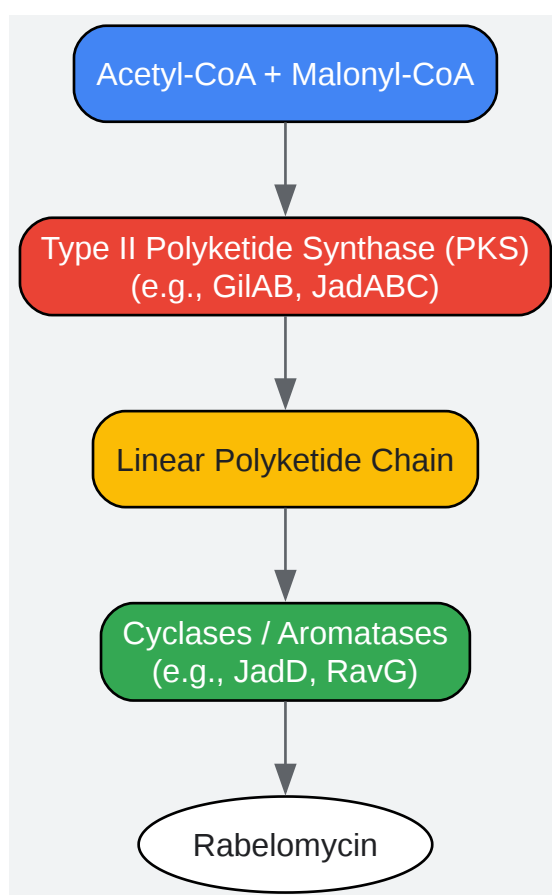 Acetyl-CoA + Malonyl-CoA
Type II Polyketide Synthase (PKS)
(e.g., GilAB, JadABC)
Linear Polyketide Chain
Cyclases / Aromatases
(e.g., JadD, RavG)
Rabelomycin